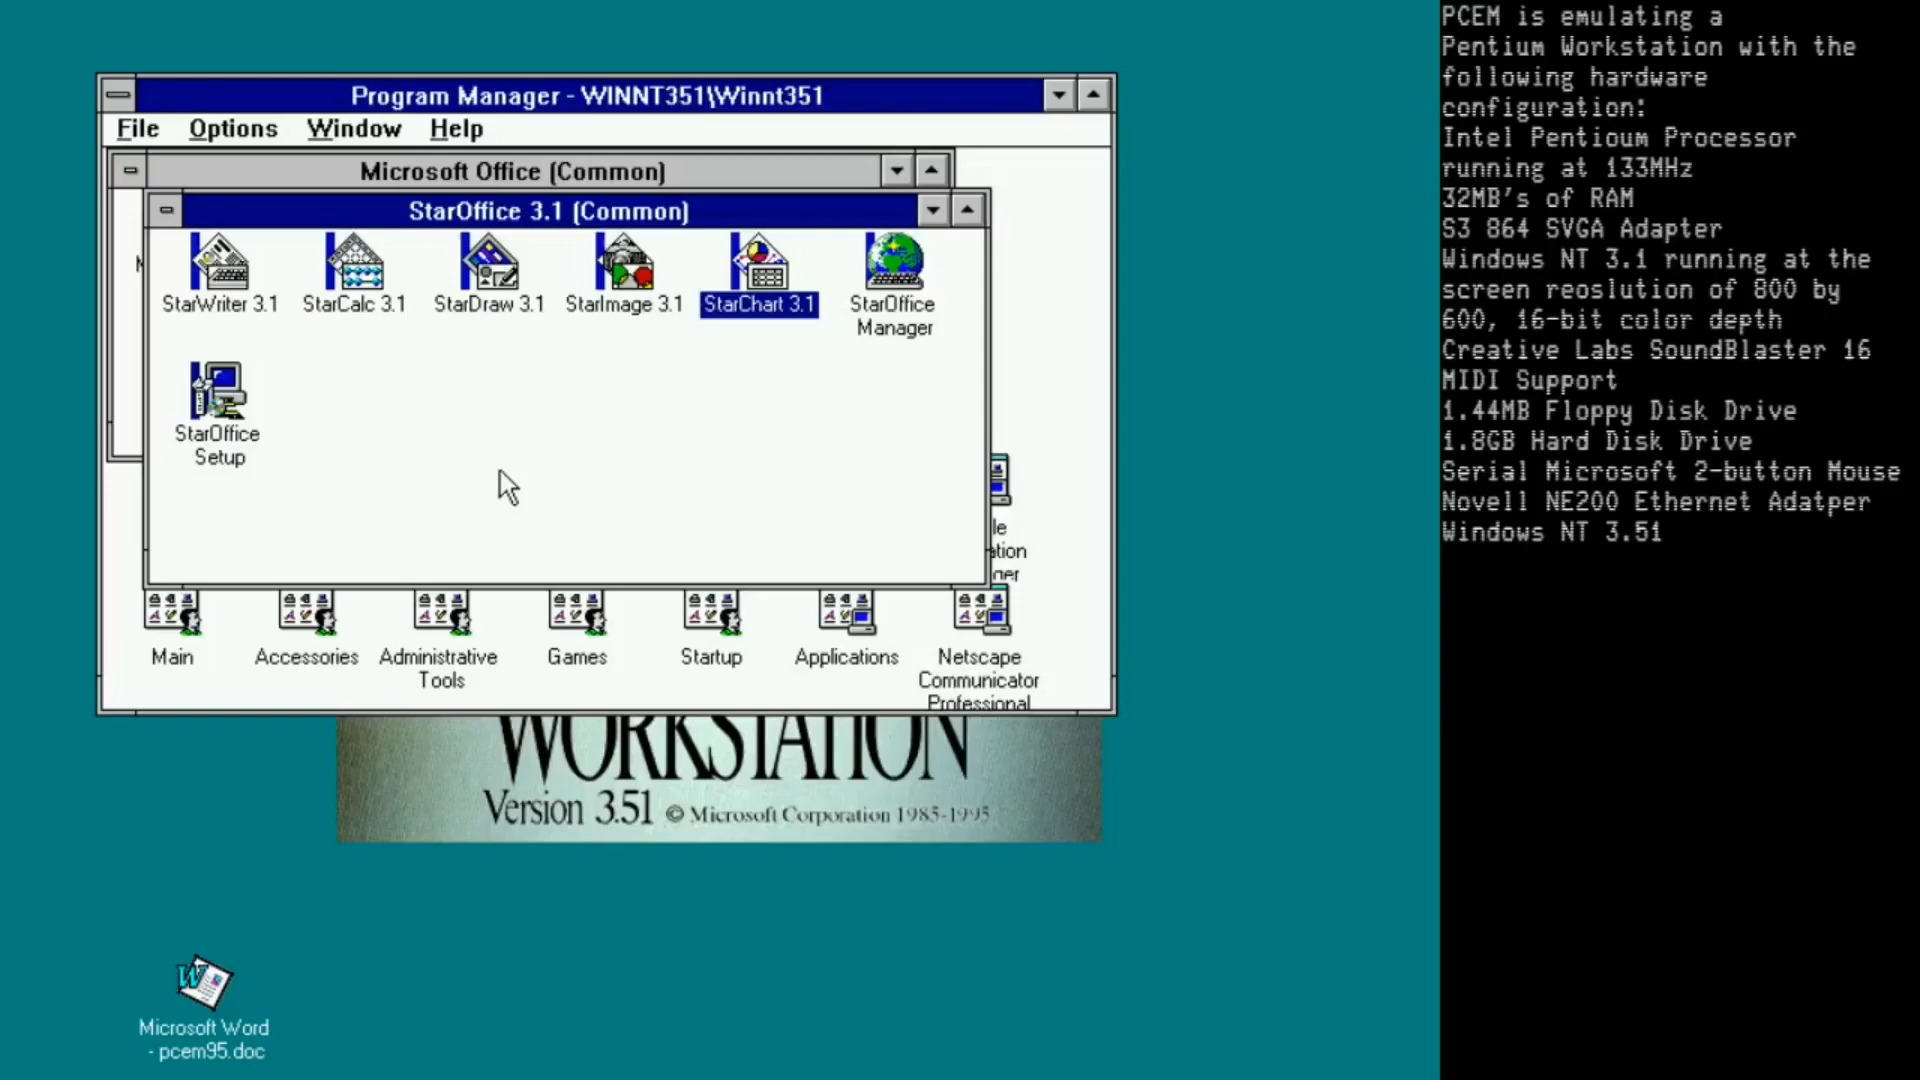 Program Manager - WINNT351\Winnt351
File Options Window Help
Microsoft Office (Common)
StarOffice 3.1 (Common)
StarWriter 3.1 StarCalc 3.1 StarDraw 3.1 StarImage 3.1 StarChart 3.1 StarOffice
Manager
StarOffice
Setup
Main Accessories Administrative Games Startup Applications Netscape
Tools Communicator
Professional
WORKSTATION
Version 3.51 © Microsoft Corporation 1985-1995
Microsoft Word
- pcem95.doc
PCEM is emulating a
Pentium Workstation with the
following hardware
configuration:
Intel Pentioum Processor
running at 133MHz
32MB's of RAM
S3 864 SVGA Adapter
Windows NT 3.1 running at the
screen reoslution of 800 by
600, 16-bit color depth
Creative Labs SoundBlaster 16
MIDI Support
1.44MB Floppy Disk Drive
1.8GB Hard Disk Drive
Serial Microsoft 2-button Mouse
Novell NE200 Ethernet Adatper
Windows NT 3.51